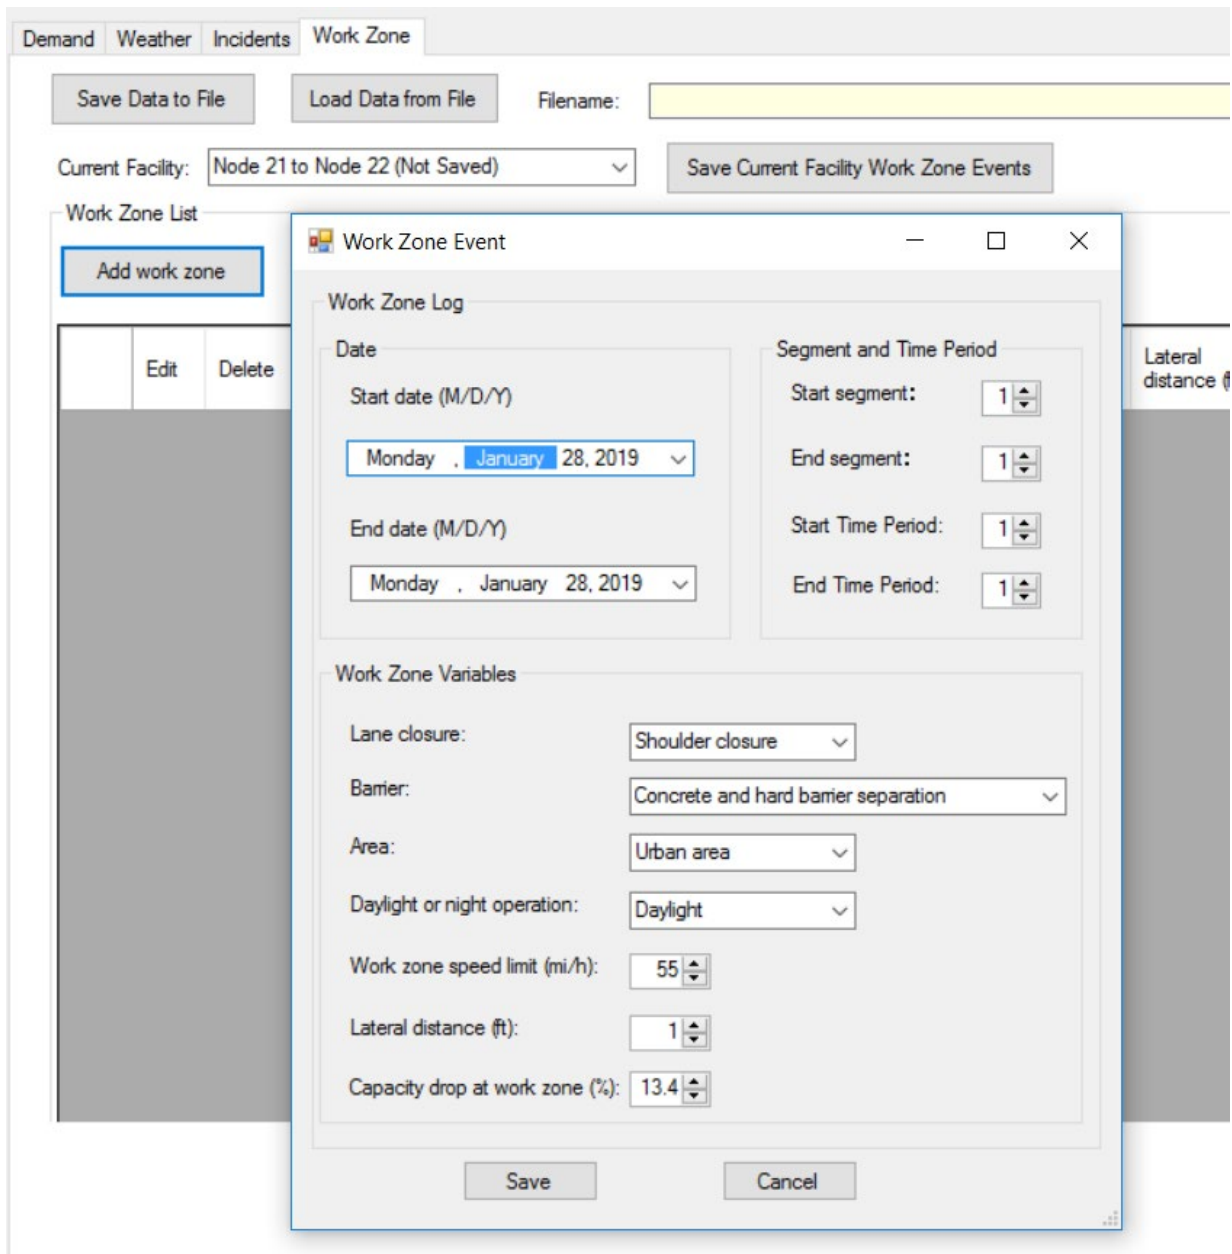 Demand Weather Incidents Work Zone
Save Data to File Load Data from File Filename:
Current Facility: Node 21 to Node 22 (Not Saved) Save Current Facility Work Zone Events
Work Zone List
Add work zone
Edit Delete
Lateral
distance (f
Work Zone Event
Work Zone Log
Date
Start date (M/D/Y)
Monday , January 28, 2019
End date (M/D/Y)
Monday , January 28, 2019
Segment and Time Period
Start segment: 1
End segment: 1
Start Time Period: 1
End Time Period: 1
Work Zone Variables
Lane closure: Shoulder closure
Barrier: Concrete and hard barrier separation
Area: Urban area
Daylight or night operation: Daylight
Work zone speed limit (mi/h): 55
Lateral distance (ft): 1
Capacity drop at work zone (%): 13.4
Save Cancel